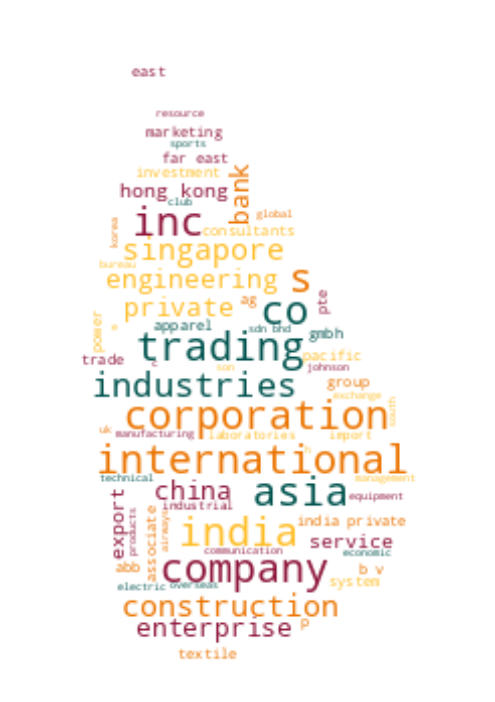 east
resource
marketing
sports
far east
investment
hong kong
bank
club
global
inc
korea
consultants
singapore
bureau
engineering
s
private
ag
co
pte
power
e
apparel
sdn bhd
gmbh
trading
trade
c
pacific
son
johnson
industries
group
exchange
corporation
south
uk
manufacturing
laboratories
import
h
international
technical
management
china
asia
equipment
export
products
industrial
associate
airways
india
india private
service
communication
economic
company
abb
b v
electric
overseas
system
construction
enterprise
p
textile